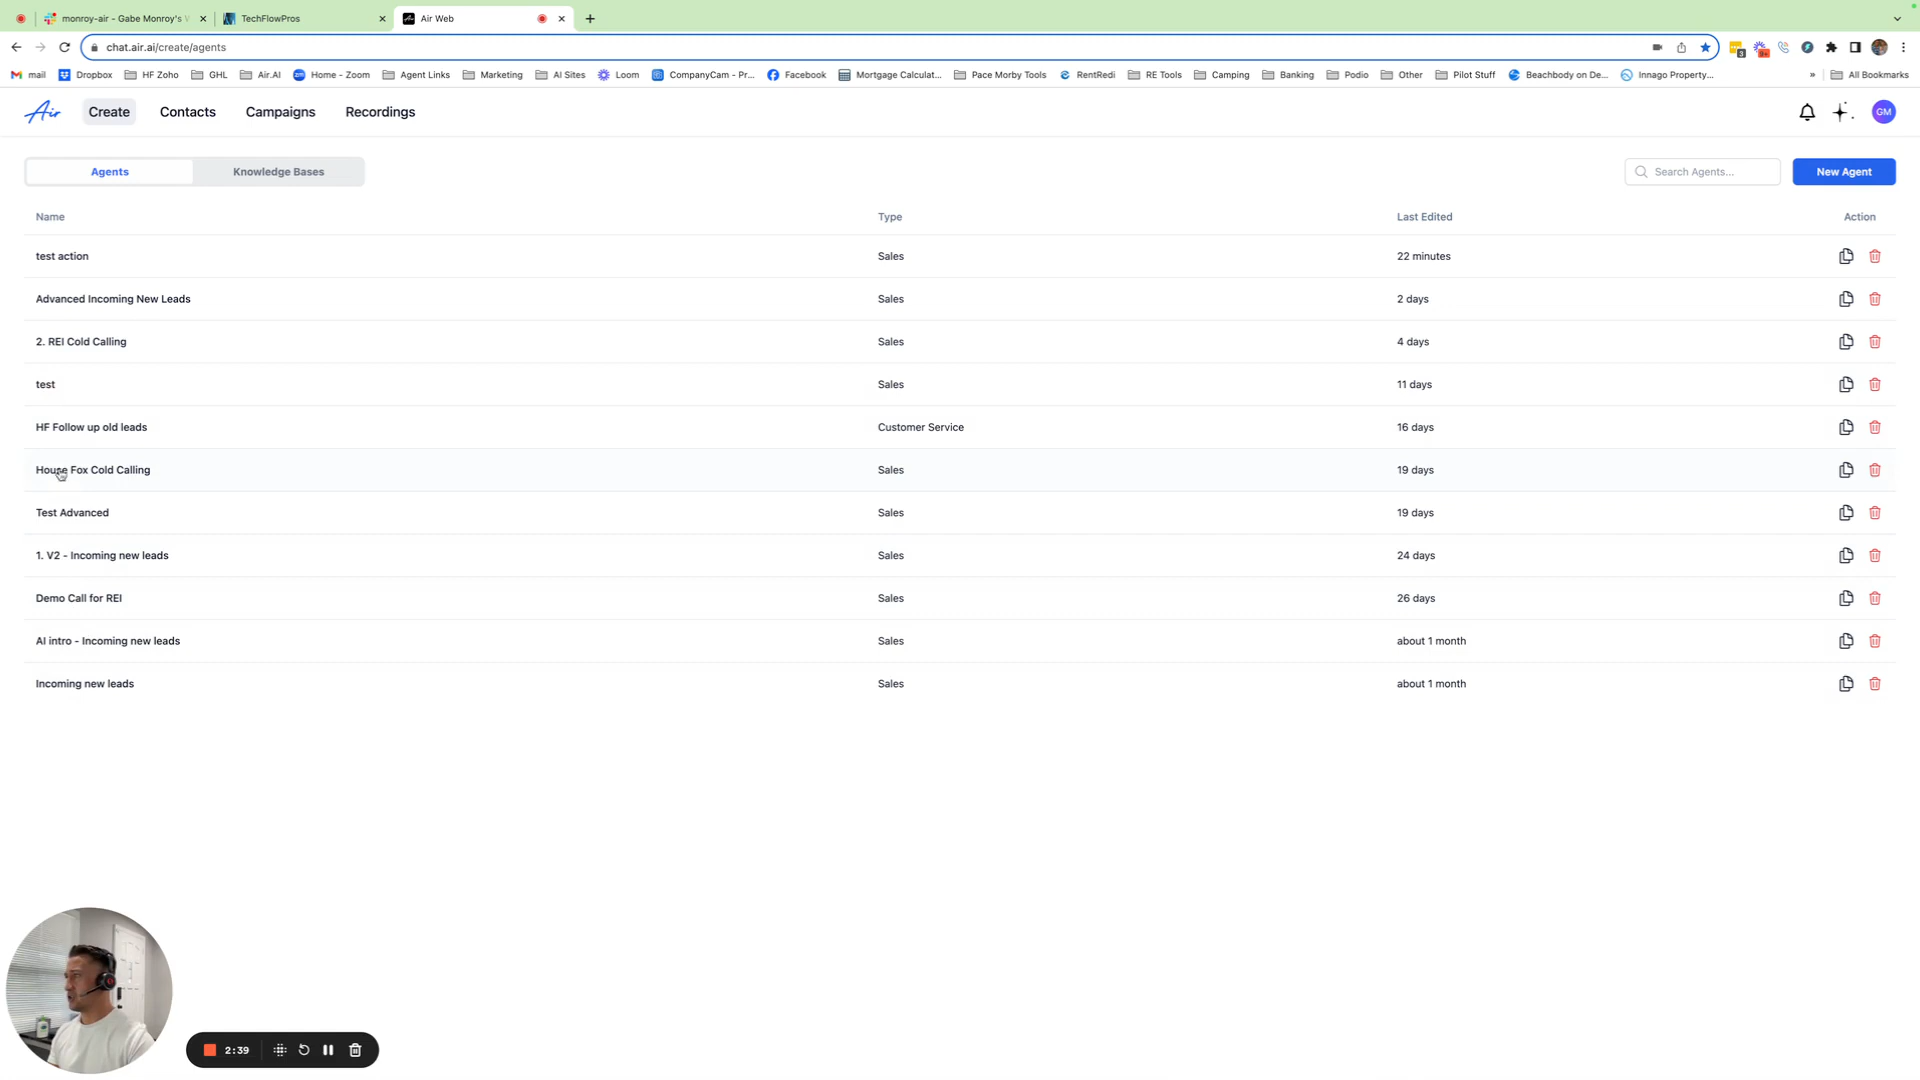 monroy-air - Gabe Monroy's
TechFlowPros
Air Web
chat.air.ai/create/agents
mail
Dropbox
HF Zoho
GHL
Air.AI
Home - Zoom
Agent Links
Marketing
AI Sites
Loom
CompanyCam - Pr...
Facebook
Mortgage Calculat...
Pace Morby Tools
RentRedi
RE Tools
Camping
Banking
Podio
Other
Pilot Stuff
Beachbody on De...
Innago Property...
»
All Bookmarks
3
9+
Air
Create
Contacts
Campaigns
Recordings
GM
Agents
Knowledge Bases
Search Agents...
New Agent
Name Type Last Edited Action
test action Sales 22 minutes
Advanced Incoming New Leads Sales 2 days
2. REI Cold Calling Sales 4 days
test Sales 11 days
HF Follow up old leads Customer Service 16 days
House Fox Cold Calling Sales 19 days
Test Advanced Sales 19 days
1. V2 - Incoming new leads Sales 24 days
Demo Call for REI Sales 26 days
AI intro - Incoming new leads Sales about 1 month
Incoming new leads Sales about 1 month
2:39